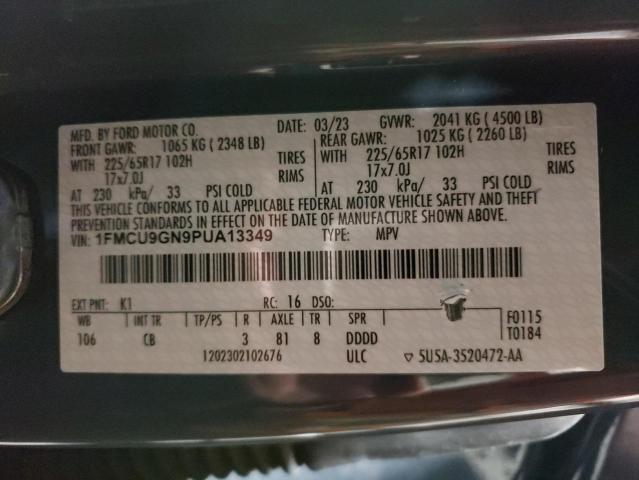 MFD. BY FORD MOTOR CO. DATE: 03/23 GVWR: 2041 KG ( 4500 LB)
FRONT GAWR: 1065 KG ( 2348 LB) REAR GAWR: 1025 KG ( 2260 LB)
WITH 225/65R17 102H TIRES WITH 225/65R17 102H TIRES
17x7.0J RIMS 17x7.0J RIMS
AT 230 kPa/ 33 PSI COLD AT 230 kPa/ 33 PSI COLD
THIS VEHICLE CONFORMS TO ALL APPLICABLE FEDERAL MOTOR VEHICLE SAFETY AND THEFT
PREVENTION STANDARDS IN EFFECT ON THE DATE OF MANUFACTURE SHOWN ABOVE.
VIN: 1FMCU9GN9PUA13349 TYPE: MPV
EXT PNT: K1 RC: 16 DSO:
WB INT TR TP/PS R AXLE TR SPR F0115
106 CB 3 81 8 DDDD T0184
1202302102676 ULC 5U5A-3520472-AA